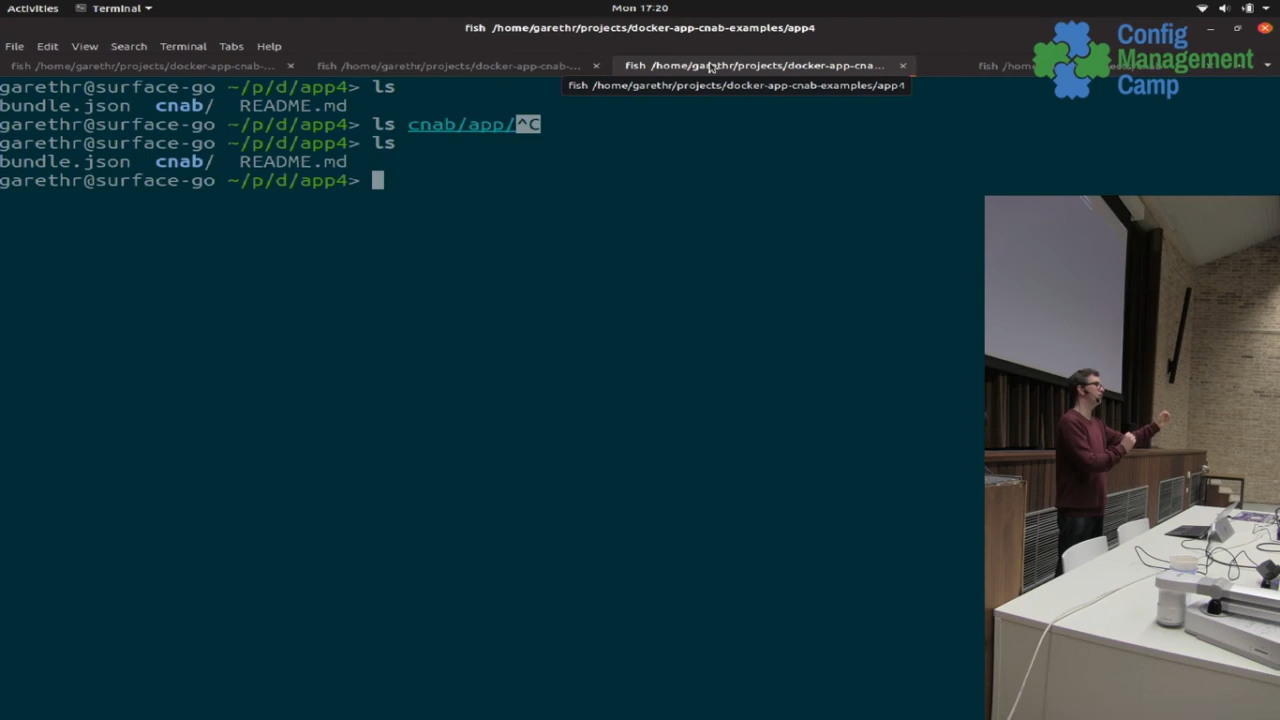 Activities Terminal Mon 17:20
fish /home/garethr/projects/docker-app-cnab-examples/app4
File Edit View Search Terminal Tabs Help
fish /home/garethr/projects/docker-app-cnab-... fish /home/garethr/projects/docker-app-cnab-... fish /home/garethr/projects/docker-app-cna... fish /home/
fish /home/garethr/projects/docker-app-cnab-examples/app4
Config
Management
Camp
garethr@surface-go ~/p/d/app4> ls
bundle.json cnab/ README.md
garethr@surface-go ~/p/d/app4> ls cnab/app/^C
garethr@surface-go ~/p/d/app4> ls
bundle.json cnab/ README.md
garethr@surface-go ~/p/d/app4>